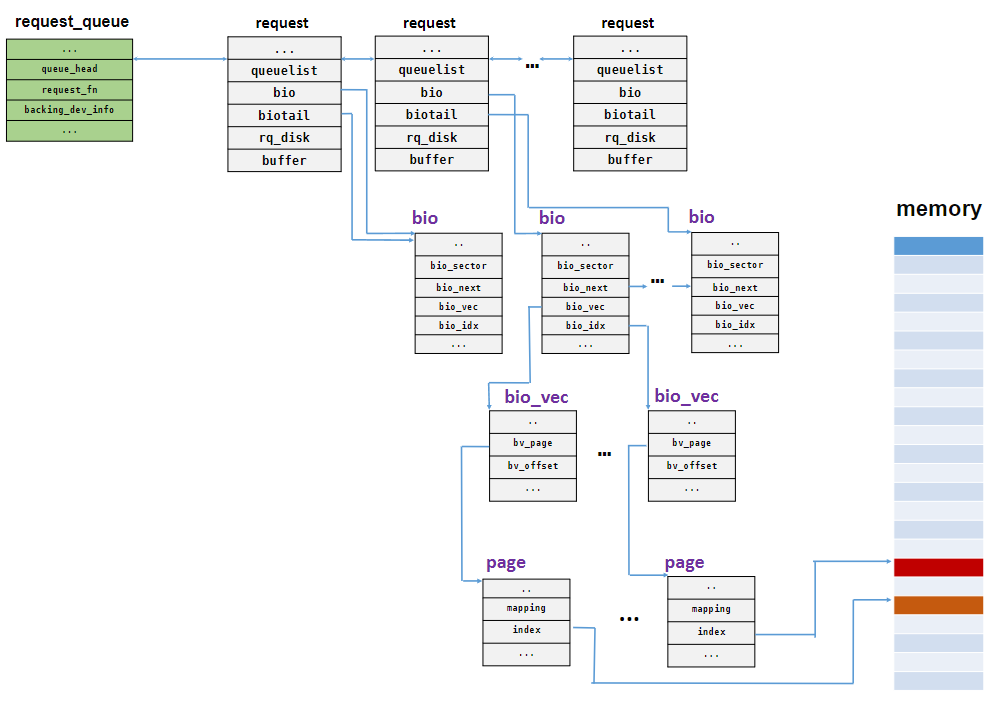 request_queue
...
queue_head
request_fn
backing_dev_info
...
request
...
queuelist
bio
biotail
rq_disk
buffer
request
...
queuelist
bio
biotail
rq_disk
buffer
...
request
...
queuelist
bio
biotail
rq_disk
buffer
bio
..
bio_sector
bio_next
bio_vec
bio_idx
...
bio
..
bio_sector
bio_next
bio_vec
bio_idx
...
...
bio
..
bio_sector
bio_next
bio_vec
bio_idx
...
memory
bio_vec
..
bv_page
bv_offset
...
...
bio_vec
..
bv_page
bv_offset
...
page
..
mapping
index
...
...
page
..
mapping
index
...